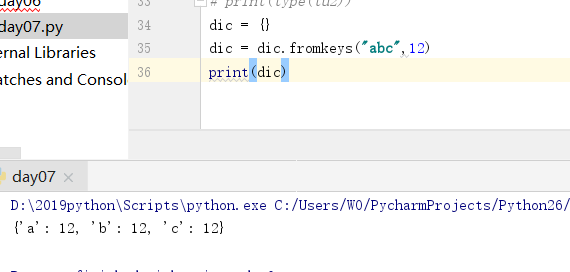 day06
day07.py
ernal Libraries
atches and Consol
33 # print(type(tu2))
34 dic = {}
35 dic = dic.fromkeys("abc",12)
36 print(dic)
day07 ×
D:\2019python\Scripts\python.exe C:/Users/WO/PycharmProjects/Python26/
{'a': 12, 'b': 12, 'c': 12}